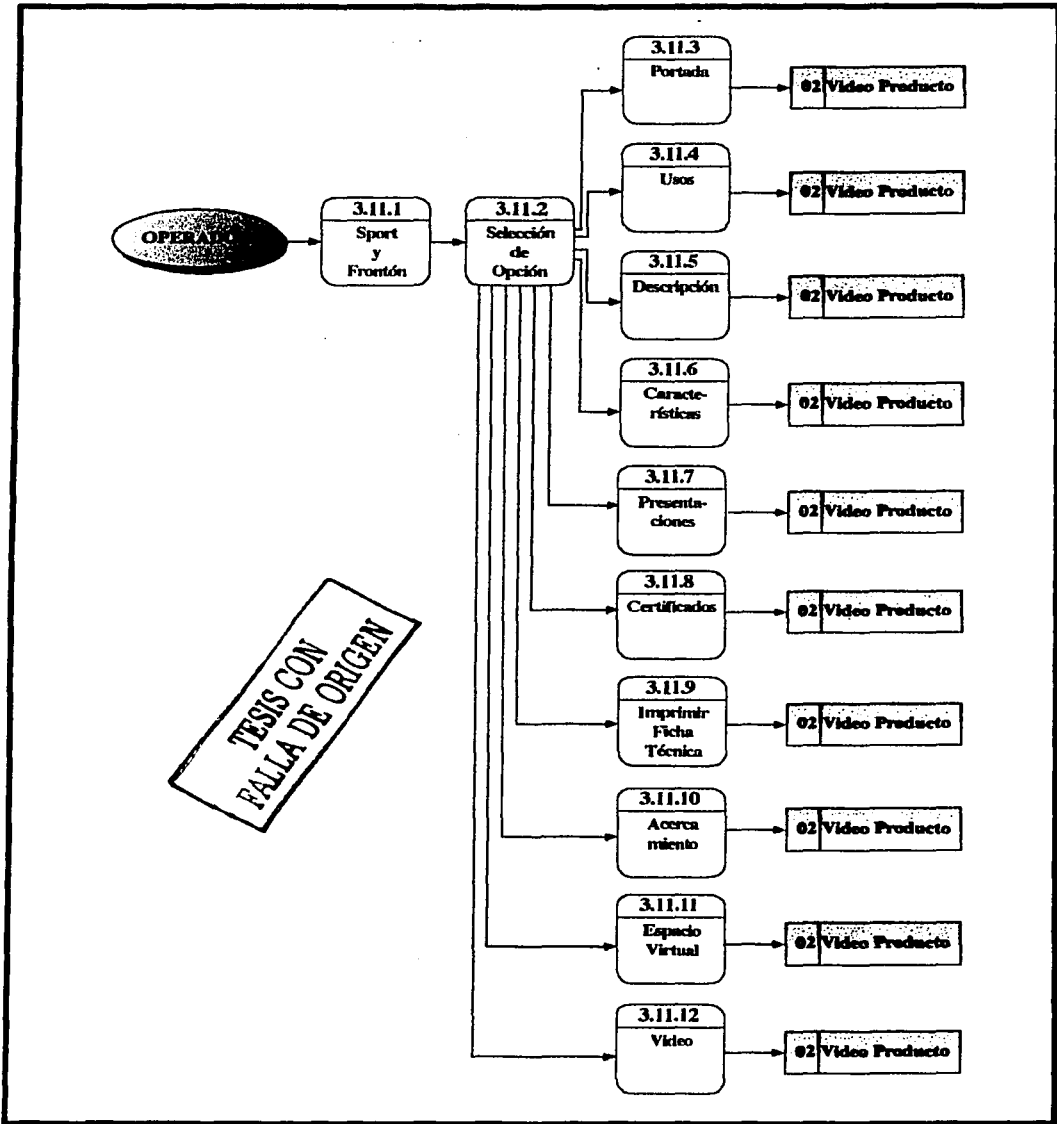 OPERADO
3.11.1
Sport
y
Frontón
3.11.2
Selección
de
Opción
3.11.3
Portada
02 Video Producto
3.11.4
Usos
02 Video Producto
3.11.5
Descripción
02 Video Producto
3.11.6
Caracte-
rísticas
02 Video Producto
3.11.7
Presenta-
ciones
02 Video Producto
3.11.8
Certificados
02 Video Producto
3.11.9
Imprimir
Ficha
Técnica
02 Video Producto
3.11.10
Acerca
miento
02 Video Producto
3.11.11
Espacio
Virtual
02 Video Producto
3.11.12
Video
02 Video Producto
TESIS CON
FALLA DE ORIGEN